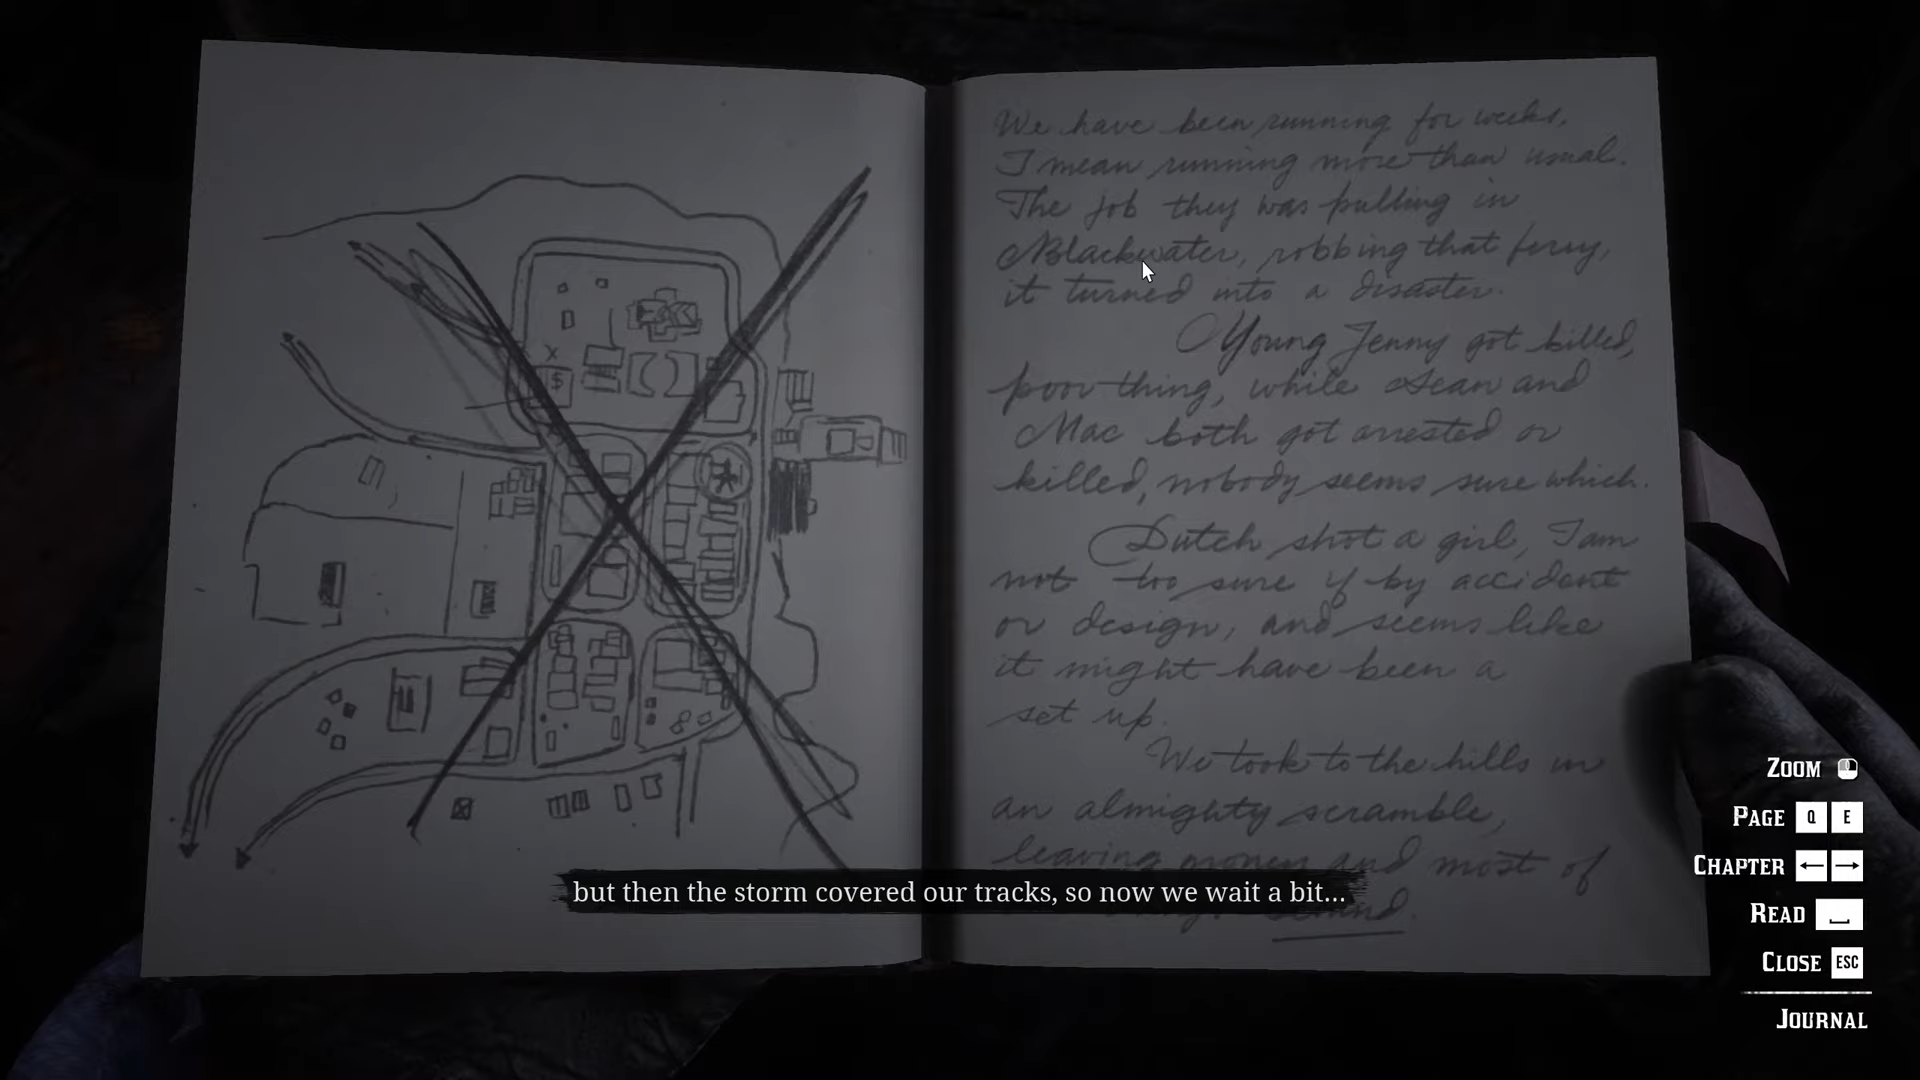 We have been running for weeks,
I mean running more than usual.
The job they was pulling in
Blackwater, robbing that ferry,
it turned into a disaster.
Young Jenny got killed,
poor thing, while Sean and
Mac both got arrested or
killed, nobody seems sure which.
Dutch shot a girl, I am
not too sure if by accident
or design, and seems like
it might have been a
set up.
We took to the hills in
an almighty scramble,
leaving money and most of
behind.
$
but then the storm covered our tracks, so now we wait a bit...
ZOOM
PAGE Q E
CHAPTER ← →
READ
CLOSE ESC
JOURNAL